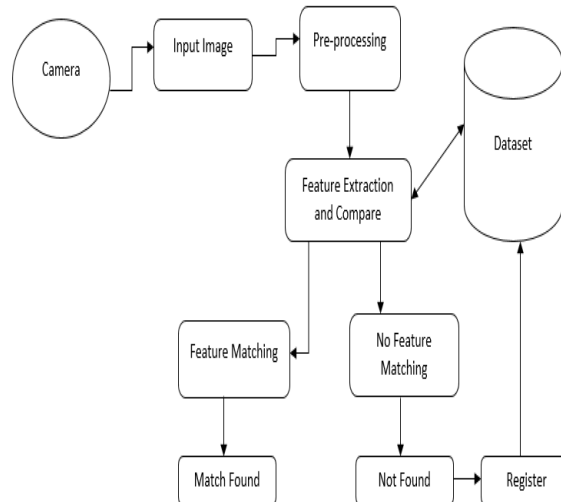 Camera
Input Image
Pre-processing
Dataset
Feature Extraction
and Compare
Feature Matching
No Feature
Matching
Match Found
Not Found
Register